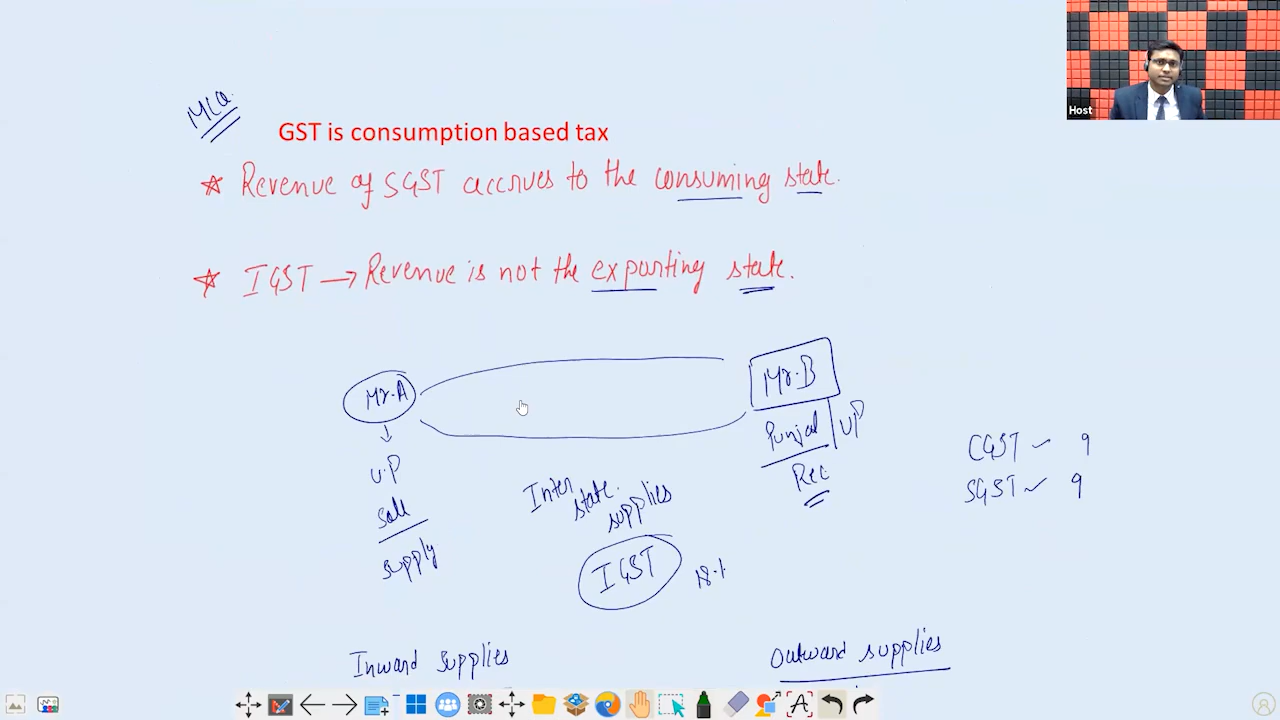 MCQ.
Host
GST is consumption based tax
☆ Revenue of SGST accrues to the consuming state.
☆ IGST → Revenue is not the exporting state.
Mr. A
Mr. B
U.P
Punjab | UP
Rec
Sale
supply
Inter state supplies
IGST 18%
CGST 9
SGST 9
Inward supplies
Outward supplies